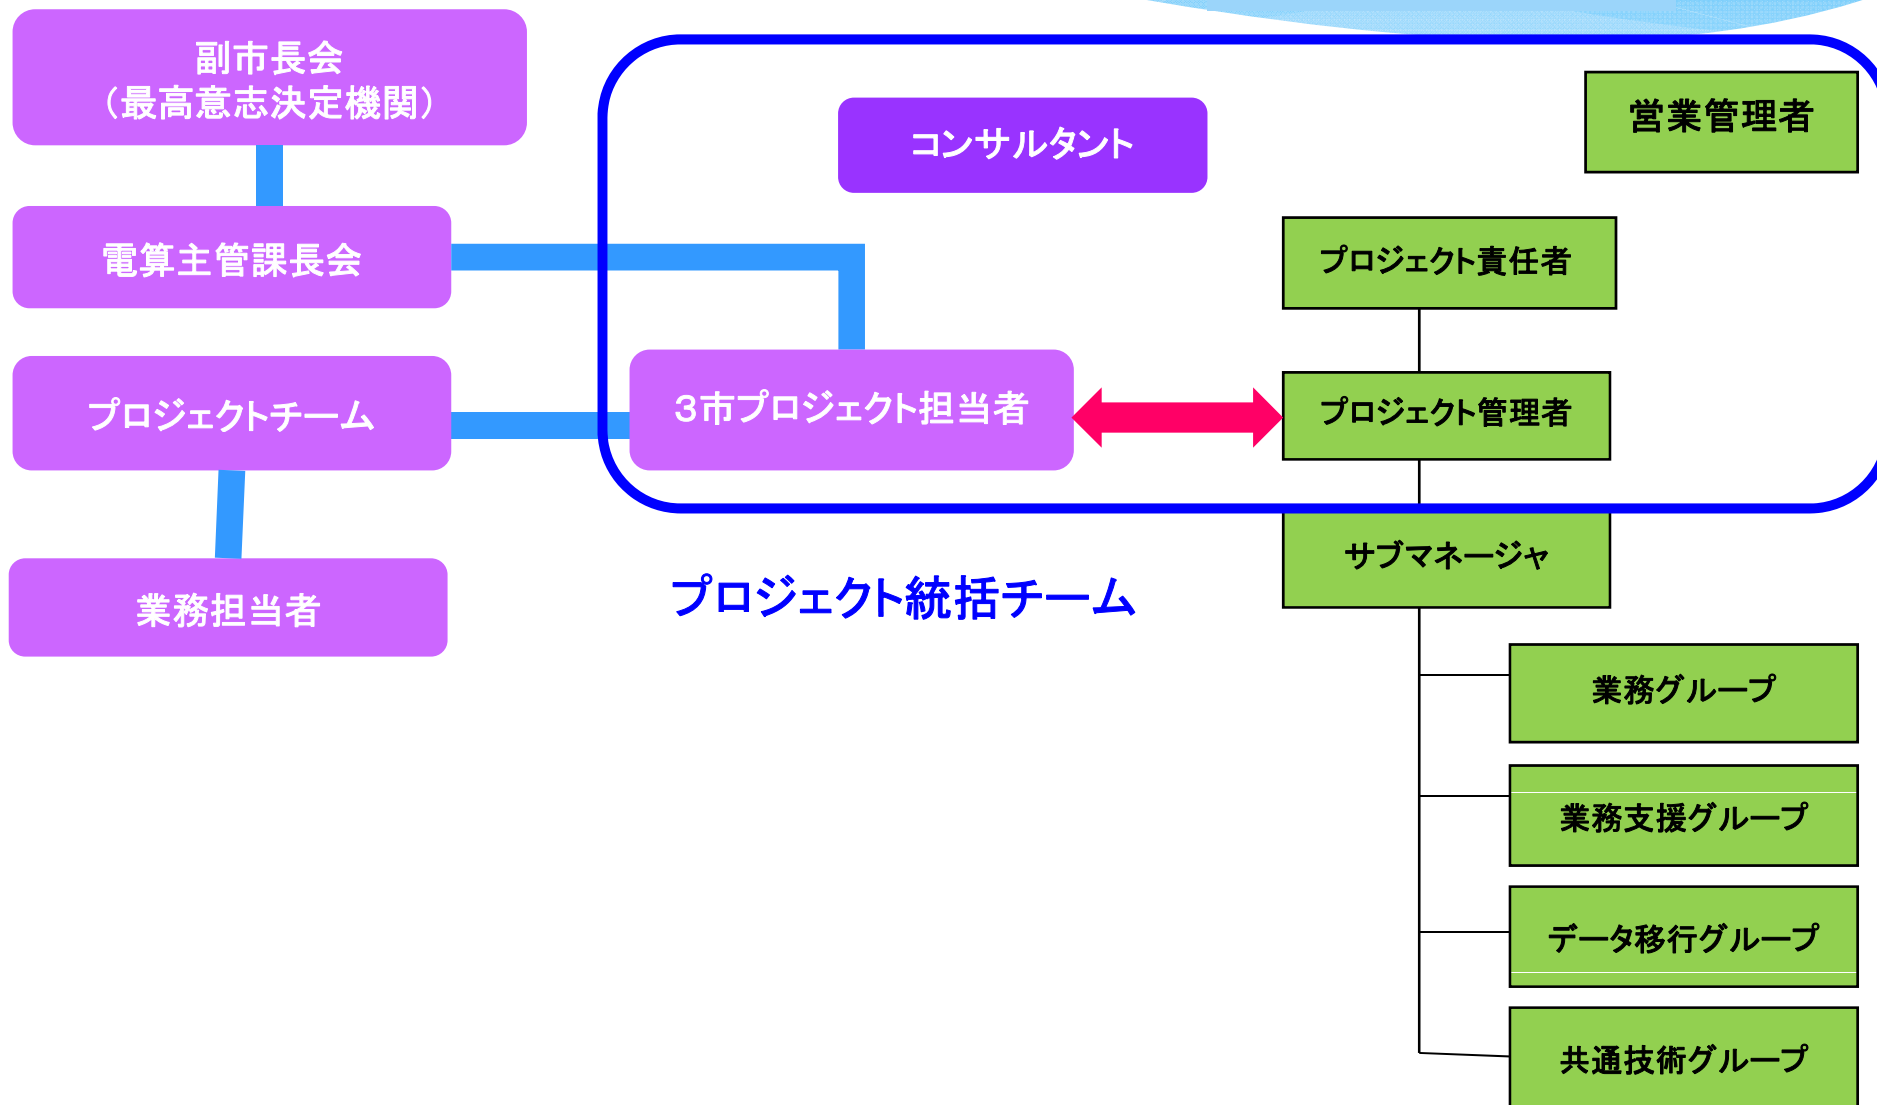 副市長会
（最高意志決定機関）
電算主管課長会
プロジェクトチーム
業務担当者
コンサルタント
３市プロジェクト担当者
プロジェクト統括チーム
営業管理者
プロジェクト責任者
プロジェクト管理者
サブマネージャ
業務グループ
業務支援グループ
データ移行グループ
共通技術グループ